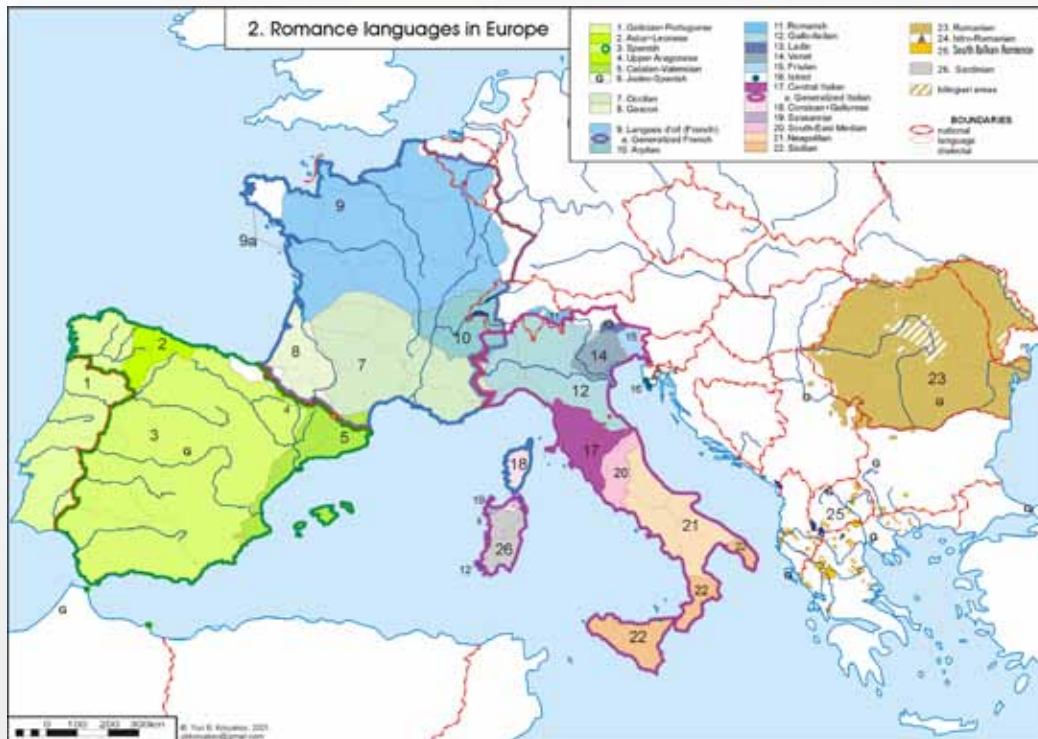 2. Romance languages in Europe
1. Galician-Portuguese
2. Astur-Leonese
3. Spanish
4. Upper Aragonese
5. Catalan-Valencian
G Judeo-Spanish
7. Occitan
8. Gascon
9. Langues d'oïl (French)
a. Generalized French
10. Arpitan
11. Romansh
12. Gallo-Italian
13. Ladin
14. Venet
15. Friulan
16. Istriot
17. Central Italian
a. Generalized Italian
18. Corsican+Gallurese
19. Sassarese
20. South-East Median
21. Neapolitan
22. Sicilian
23. Romanian
24. Istro-Romanian
25. South Balkan Romance
26. Sardinian
bilingual areas
BOUNDARIES
national
language
dialectal
9
9a
10
15
2
8
7
14
12
16
1
4
3
5
G
23
G
G
17
20
18
19
26
12
21
22
22
22
25
G
G
G
G
G
0 100 200 300km